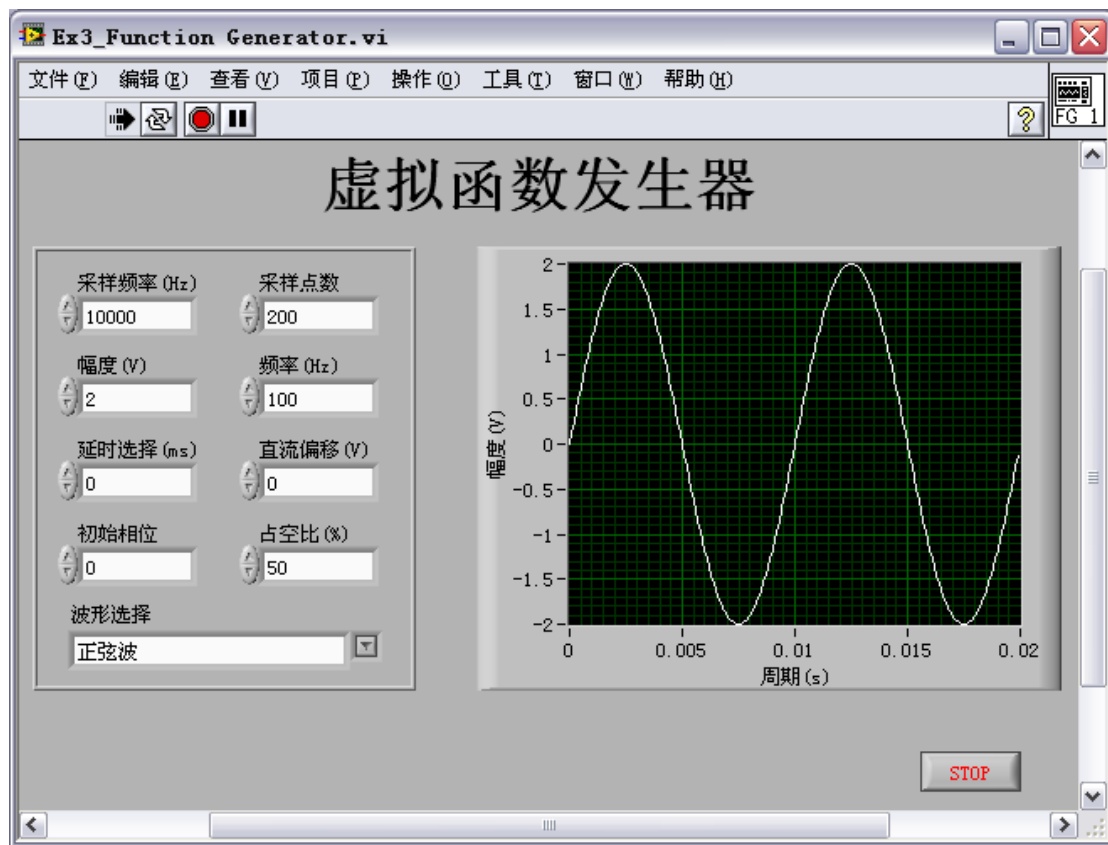 Ex3_Function Generator.vi
文件(F) 编辑(E) 查看(V) 项目(P) 操作(O) 工具(T) 窗口(W) 帮助(H)
FG 1
虚拟函数发生器
采样频率(Hz) 采样点数
10000 200
幅度(V) 频率(Hz)
2 100
延时选择(ms) 直流偏移(V)
0 0
初始相位 占空比(%)
0 50
波形选择
正弦波
幅度(V)
2
1.5
1
0.5
0
-0.5
-1
-1.5
-2
0 0.005 0.01 0.015 0.02
周期(s)
STOP